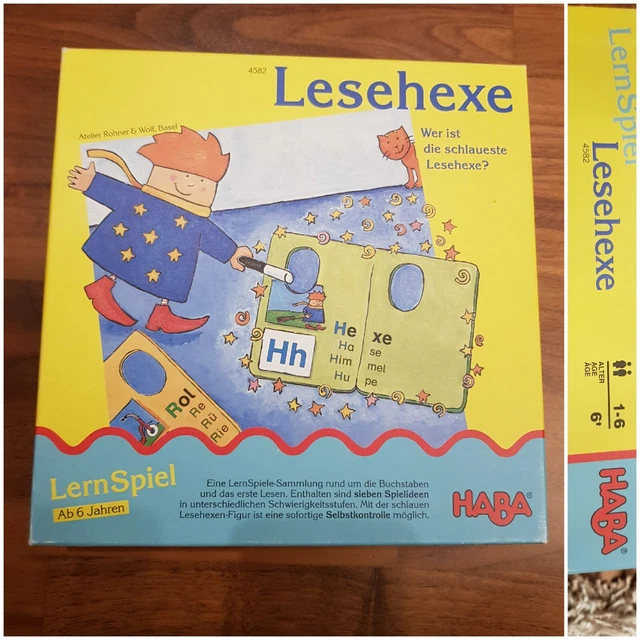 4582
Lesehexe
Atelier Rohner & Wolf, Basel
Wer ist
die schlaueste
Lesehexe?
He xe
Ha se
Him mel
Hu pe
Hh
Rol
Re
Rü
Rie
LernSpiel
Ab 6 Jahren
Eine LernSpiele-Sammlung rund um die Buchstaben
und das erste Lesen. Enthalten sind sieben Spielideen
in unterschiedlichen Schwierigkeitsstufen. Mit der schlauen
Lesehexen-Figur ist eine sofortige Selbstkontrolle möglich.
HABA®
LernSpiel
4582
Lesehexe
1-6
ALTER
AGE
ÂGE
6+
HABA®